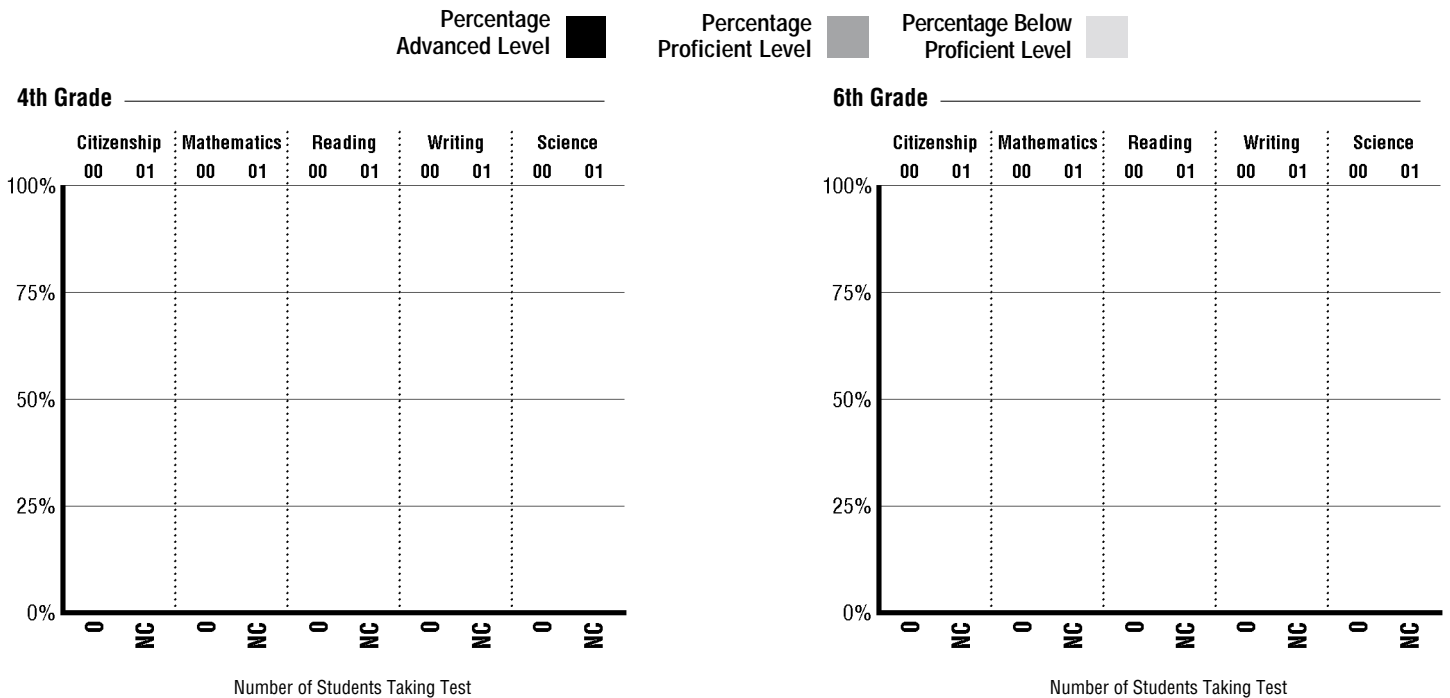 Percentage
Advanced Level
Percentage
Proficient Level
Percentage Below
Proficient Level
4th Grade
Citizenship Mathematics Reading Writing Science
00 01 00 01 00 01 00 01 00 01
100%
75%
50%
25%
0%
0 NC 0 NC 0 NC 0 NC 0 NC
Number of Students Taking Test
6th Grade
Citizenship Mathematics Reading Writing Science
00 01 00 01 00 01 00 01 00 01
100%
75%
50%
25%
0%
0 NC 0 NC 0 NC 0 NC 0 NC
Number of Students Taking Test